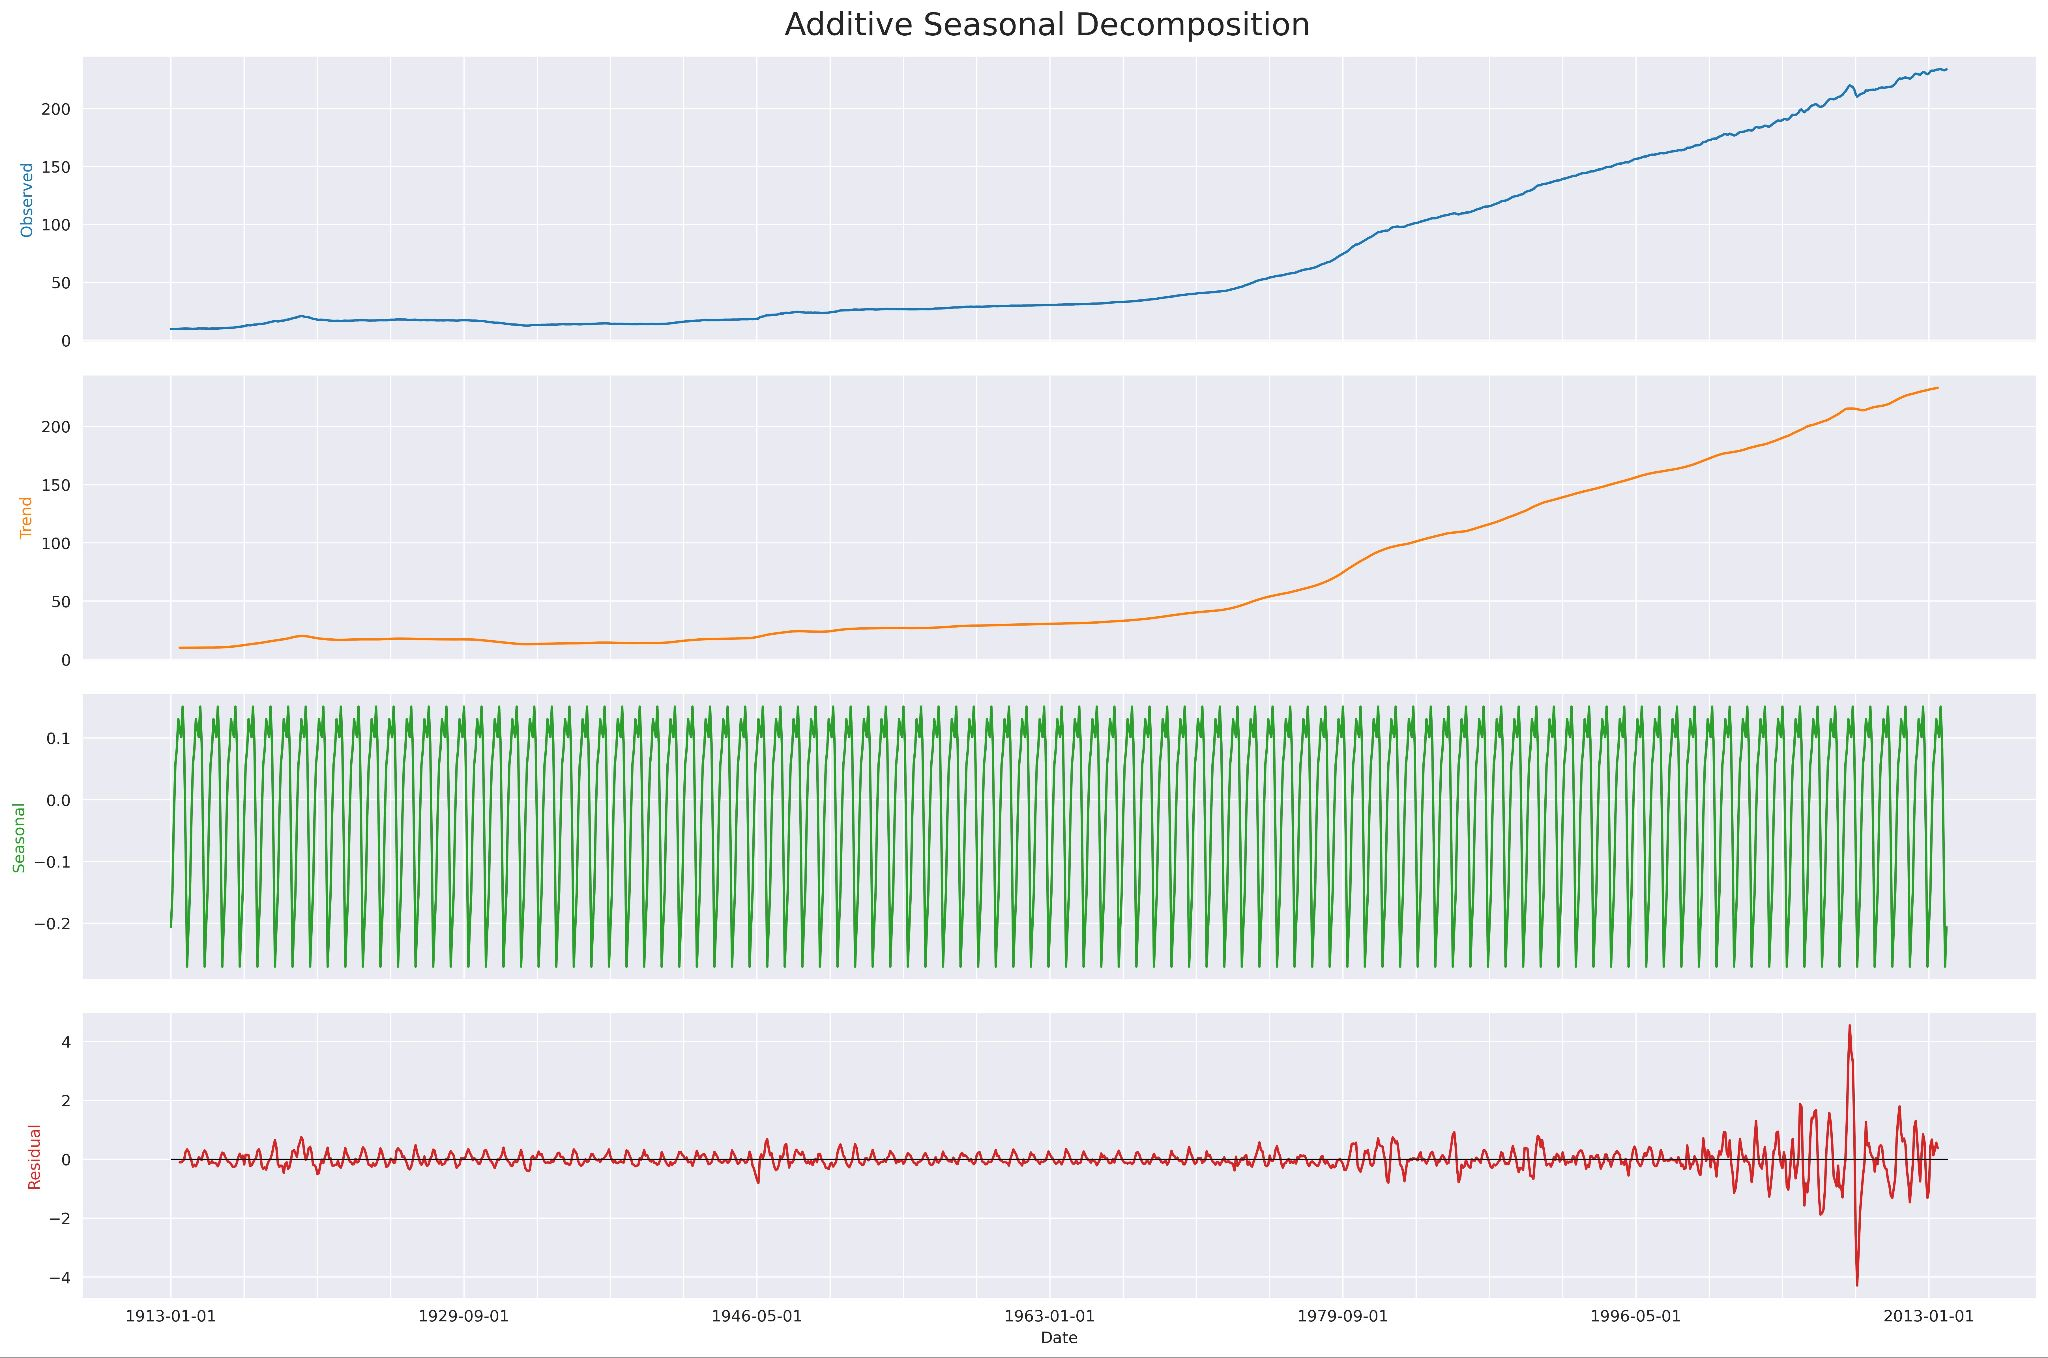 Additive Seasonal Decomposition
Observed
200
150
100
50
0
Trend
200
150
100
50
0
Seasonal
0.1
0.0
−0.1
−0.2
Residual
4
2
0
−2
−4
1913-01-01 1929-09-01 1946-05-01 1963-01-01 1979-09-01 1996-05-01 2013-01-01
Date